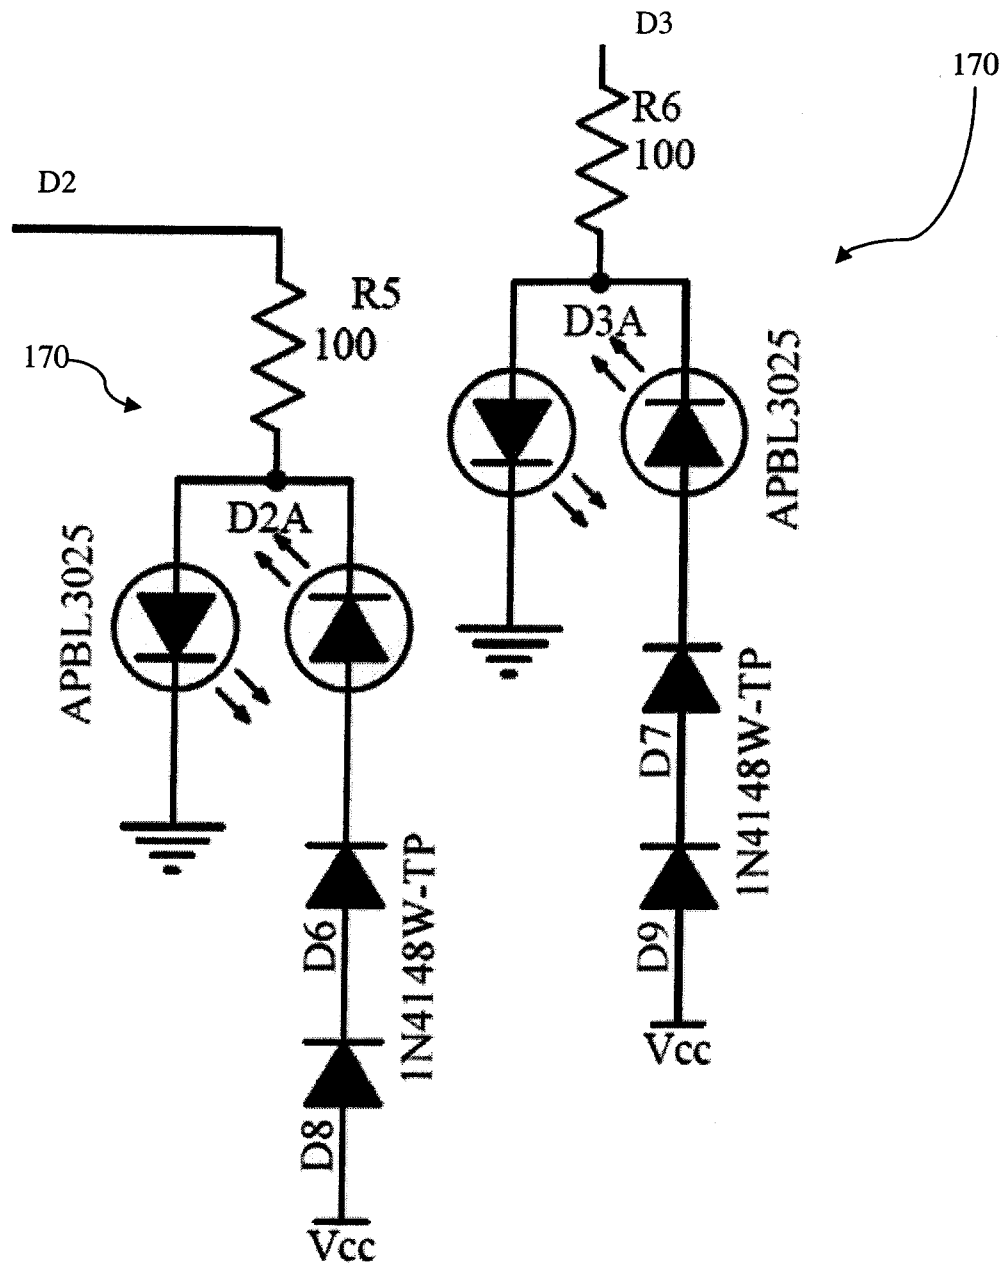 D3
170
R6
100
D2
R5
100
170
D3A
APBL3025
D2A
APBL3025
D7
1N4148W-TP
D9
Vcc
D6
1N4148W-TP
D8
Vcc